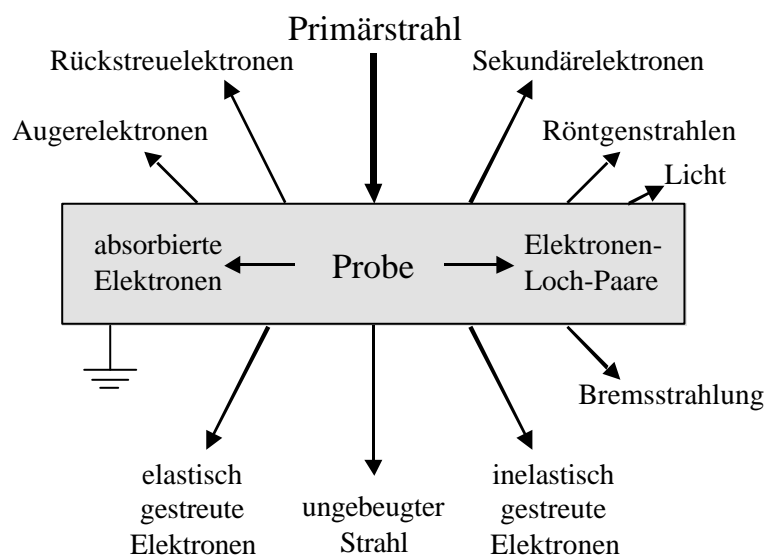 Primärstrahl
Rückstreuelektronen
Sekundärelektronen
Augerelektronen
Röntgenstrahlen
Licht
absorbierte
Elektronen
Probe
Elektronen-
Loch-Paare
Bremsstrahlung
elastisch
gestreute
Elektronen
ungebeugter
Strahl
inelastisch
gestreute
Elektronen